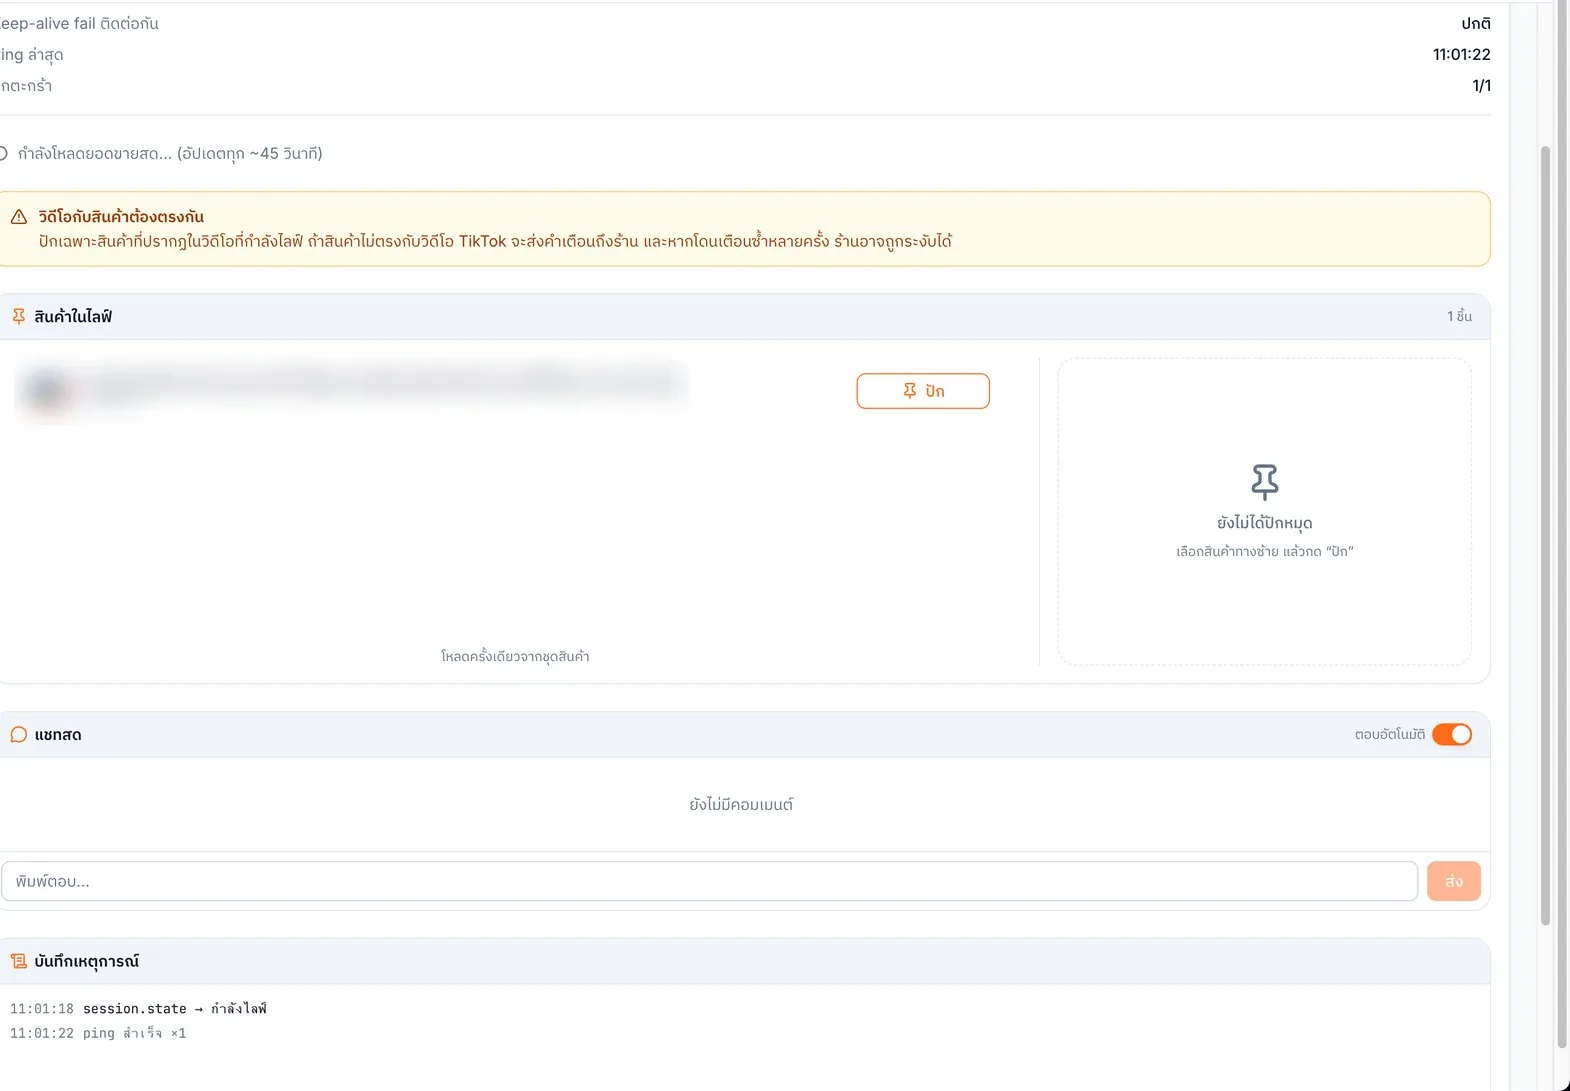 eep-alive fail ติดต่อกัน
ปกติ
ing ล่าสุด
11:01:22
กตะกร้า
1/1
กำลังโหลดยอดขายสด... (อัปเดตทุก ~45 วินาที)
วิดีโอกับสินค้าต้องตรงกัน
ปักเฉพาะสินค้าที่ปรากฏในวิดีโอที่กำลังไลฟ์ ถ้าสินค้าไม่ตรงกับวิดีโอ TikTok จะส่งคำเตือนถึงร้าน และหากโดนเตือนซ้ำหลายครั้ง ร้านอาจถูกระงับได้
สินค้าในไลฟ์
1 ชิ้น
ปัก
ยังไม่ได้ปักหมุด
เลือกสินค้าทางซ้าย แล้วกด "ปัก"
โหลดครั้งเดียวจากชุดสินค้า
แชทสด
ตอบอัตโนมัติ
ยังไม่มีคอมเมนต์
พิมพ์ตอบ...
ส่ง
บันทึกเหตุการณ์
11:01:18 session.state → กำลังไลฟ์
11:01:22 ping สำเร็จ ×1